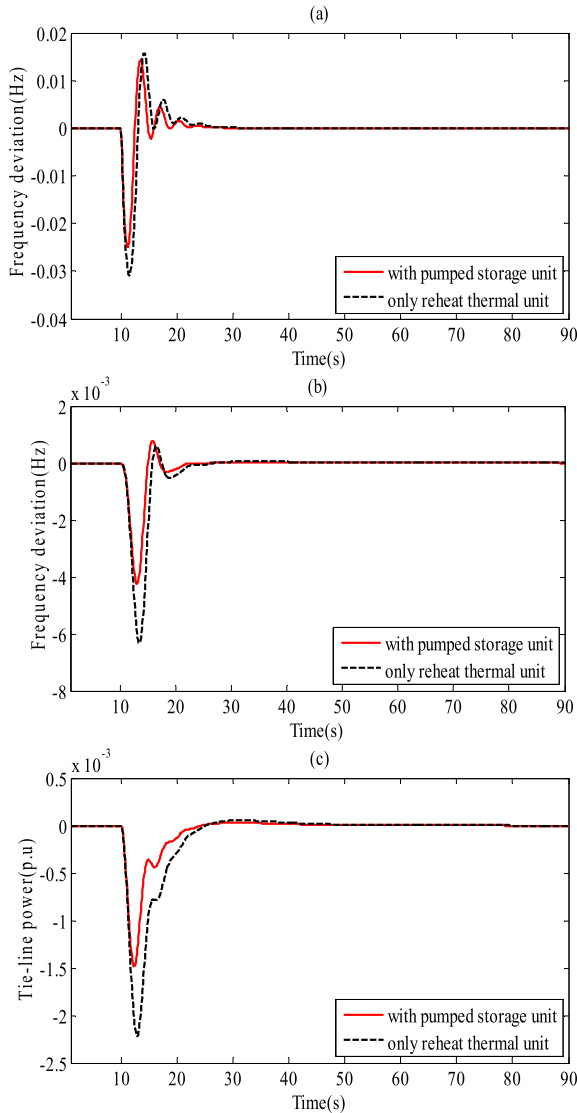 (a)
0.02
0.01
0
-0.01
-0.02
-0.03
-0.04
Frequency deviation(Hz)
with pumped storage unit
only reheat thermal unit
10 20 30 40 50 60 70 80 90
Time(s)
(b)
x 10⁻³
2
0
-2
-4
-6
-8
Frequency deviation(Hz)
with pumped storage unit
only reheat thermal unit
10 20 30 40 50 60 70 80 90
Time(s)
(c)
x 10⁻³
0.5
0
-0.5
-1
-1.5
-2
-2.5
Tie-line power(p.u)
with pumped storage unit
only reheat thermal unit
10 20 30 40 50 60 70 80 90
Time(s)